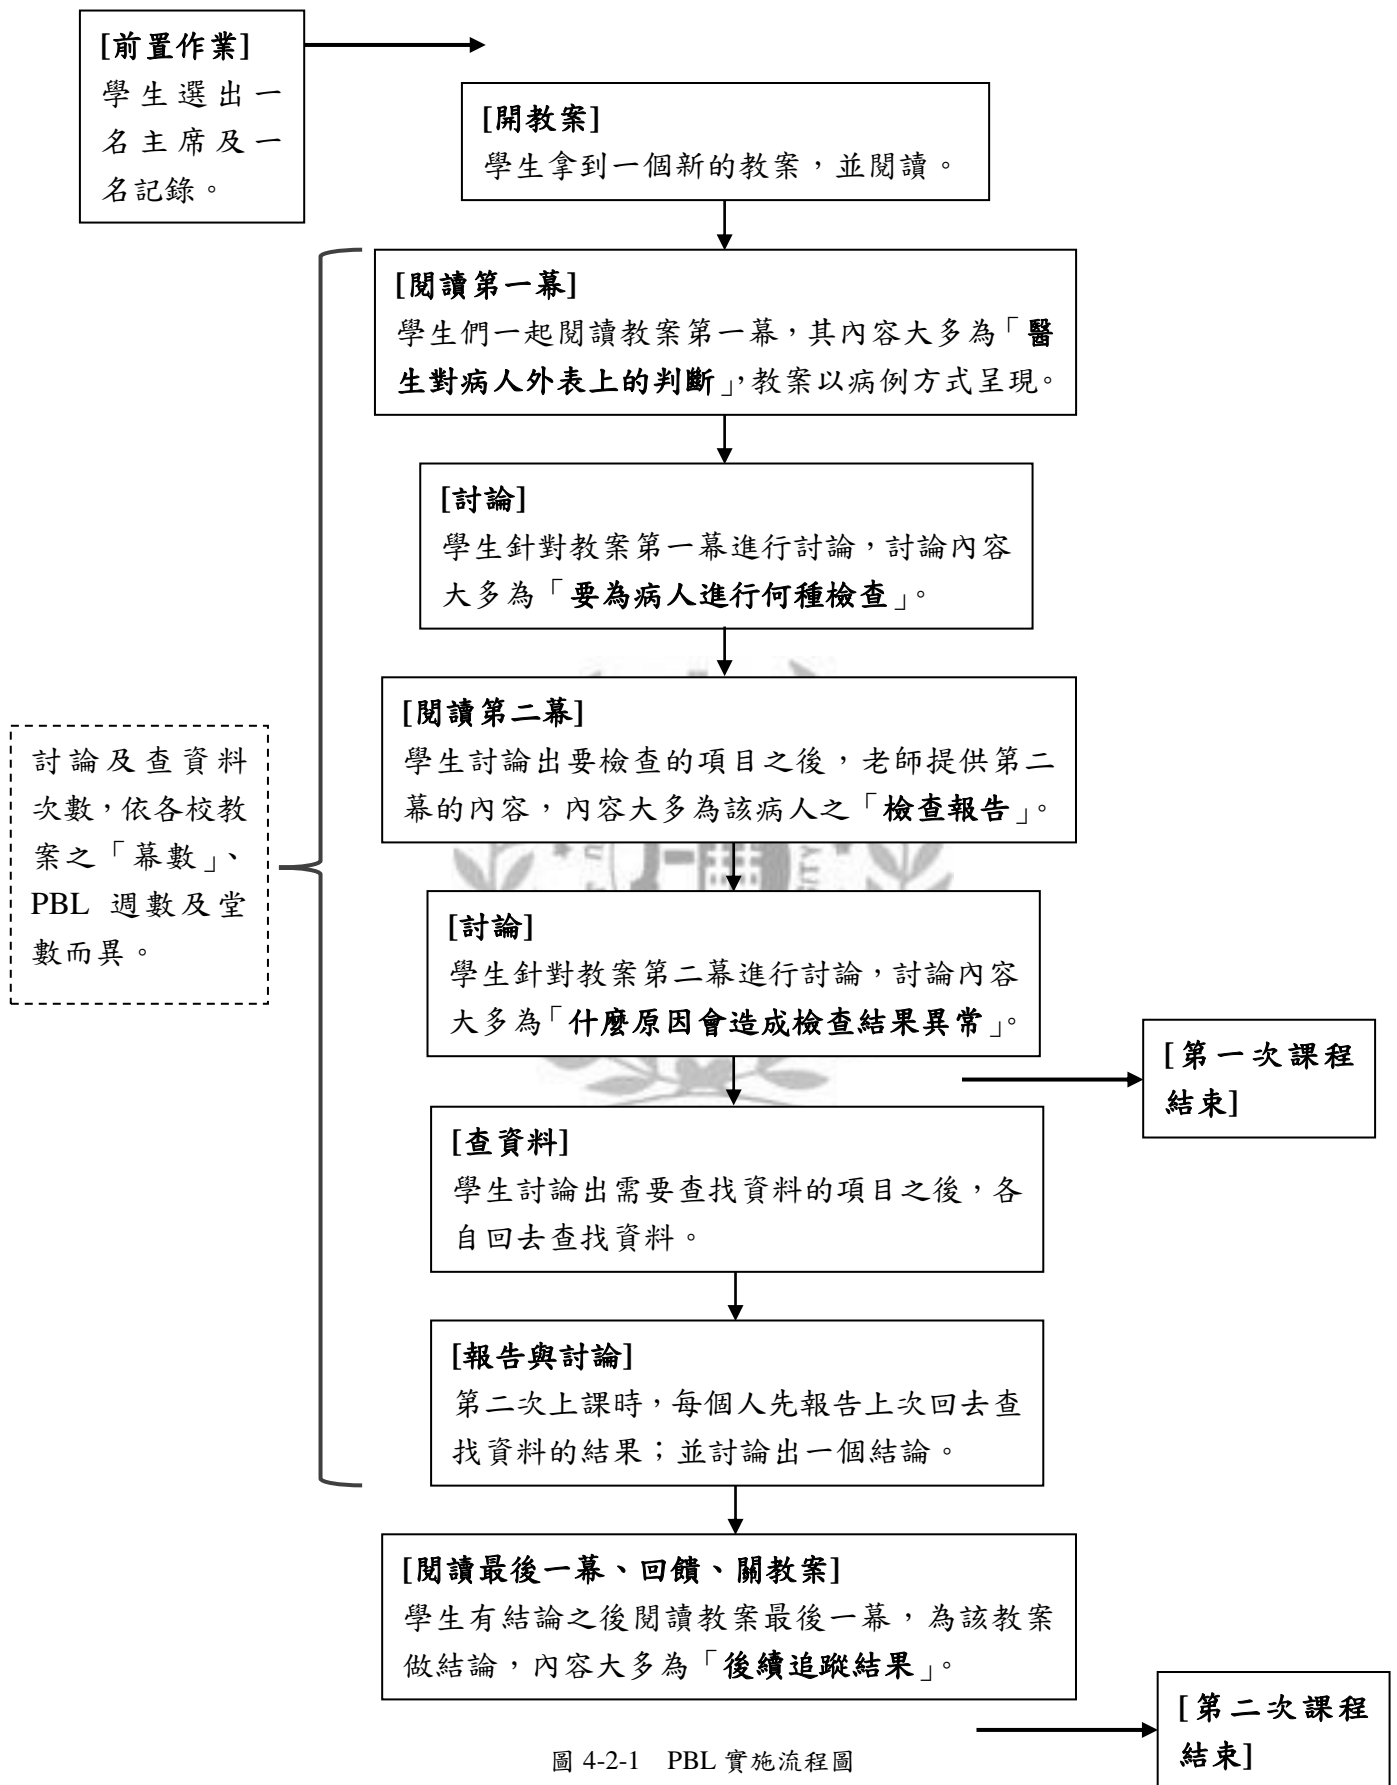 [前置作業]
學生選出一
名主席及一
名記錄。
[開教案]
學生拿到一個新的教案，並閱讀。
[閱讀第一幕]
學生們一起閱讀教案第一幕，其內容大多為「醫
生對病人外表上的判斷」，教案以病例方式呈現。
[討論]
學生針對教案第一幕進行討論，討論內容
大多為「要為病人進行何種檢查」。
[閱讀第二幕]
學生討論出要檢查的項目之後，老師提供第二
幕的內容，內容大多為該病人之「檢查報告」。
討論及查資料
次數，依各校教
案之「幕數」、
PBL 週數及堂
數而異。
[討論]
學生針對教案第二幕進行討論，討論內容
大多為「什麼原因會造成檢查結果異常」。
[第一次課程
結束]
[查資料]
學生討論出需要查找資料的項目之後，各
自回去查找資料。
[報告與討論]
第二次上課時，每個人先報告上次回去查
找資料的結果；並討論出一個結論。
[閱讀最後一幕、回饋、關教案]
學生有結論之後閱讀教案最後一幕，為該教案
做結論，內容大多為「後續追蹤結果」。
[第二次課程
結束]
圖 4-2-1 PBL 實施流程圖